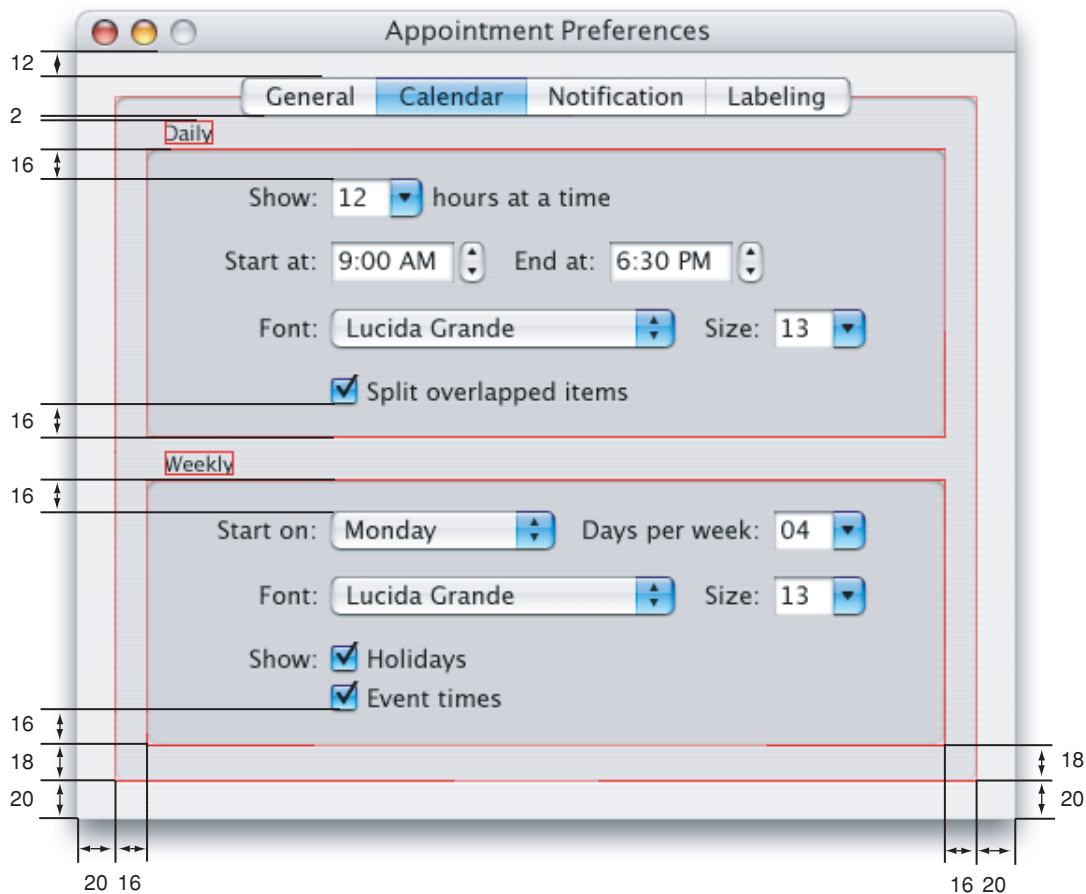 Appointment Preferences
12
General Calendar Notification Labeling
2
Daily
16
Show: 12 hours at a time
Start at: 9:00 AM End at: 6:30 PM
Font: Lucida Grande Size: 13
Split overlapped items
16
Weekly
16
Start on: Monday Days per week: 04
Font: Lucida Grande Size: 13
Show: Holidays
Event times
16
18 18
20 20
20 16 16 20